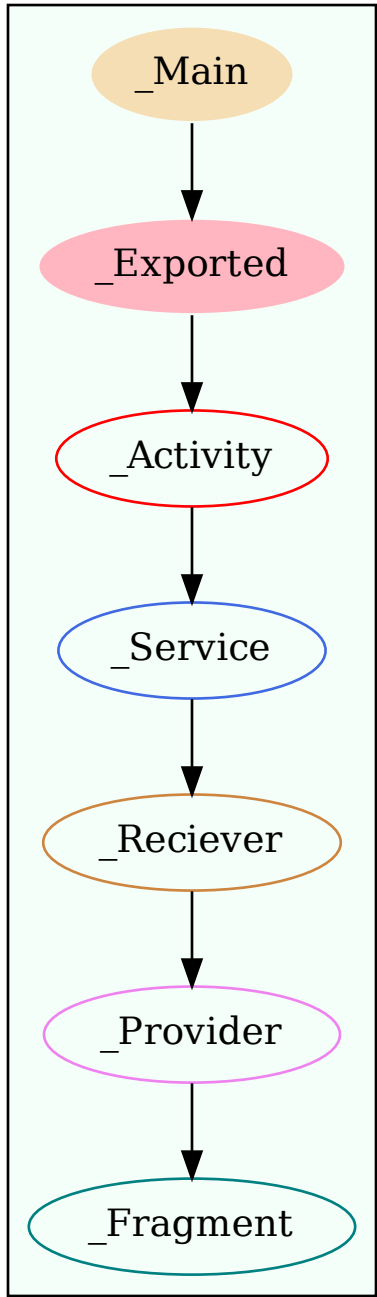 _Main
_Exported
_Activity
_Service
_Reciever
_Provider
_Fragment